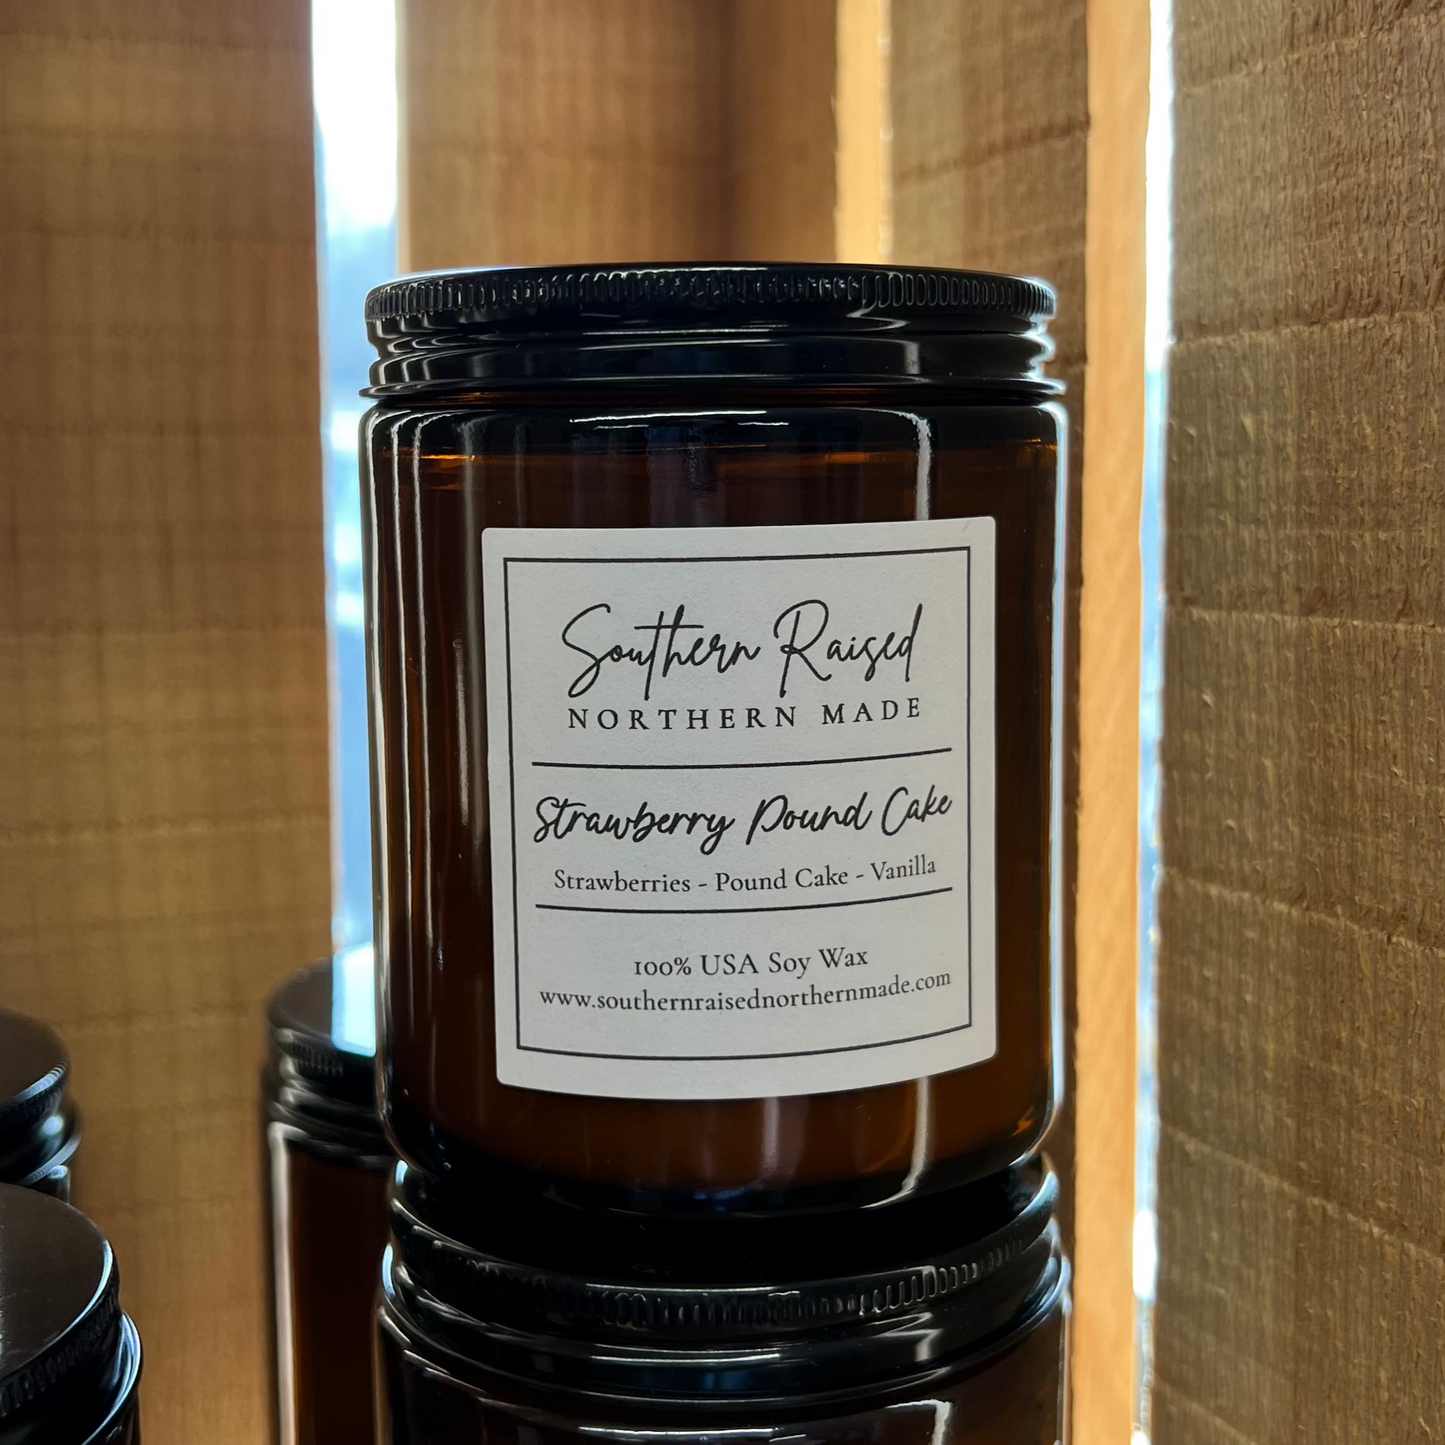 Southern Raised
NORTHERN MADE
Strawberry Pound Cake
Strawberries - Pound Cake - Vanilla
100% USA Soy Wax
www.southernraisednorthernmade.com